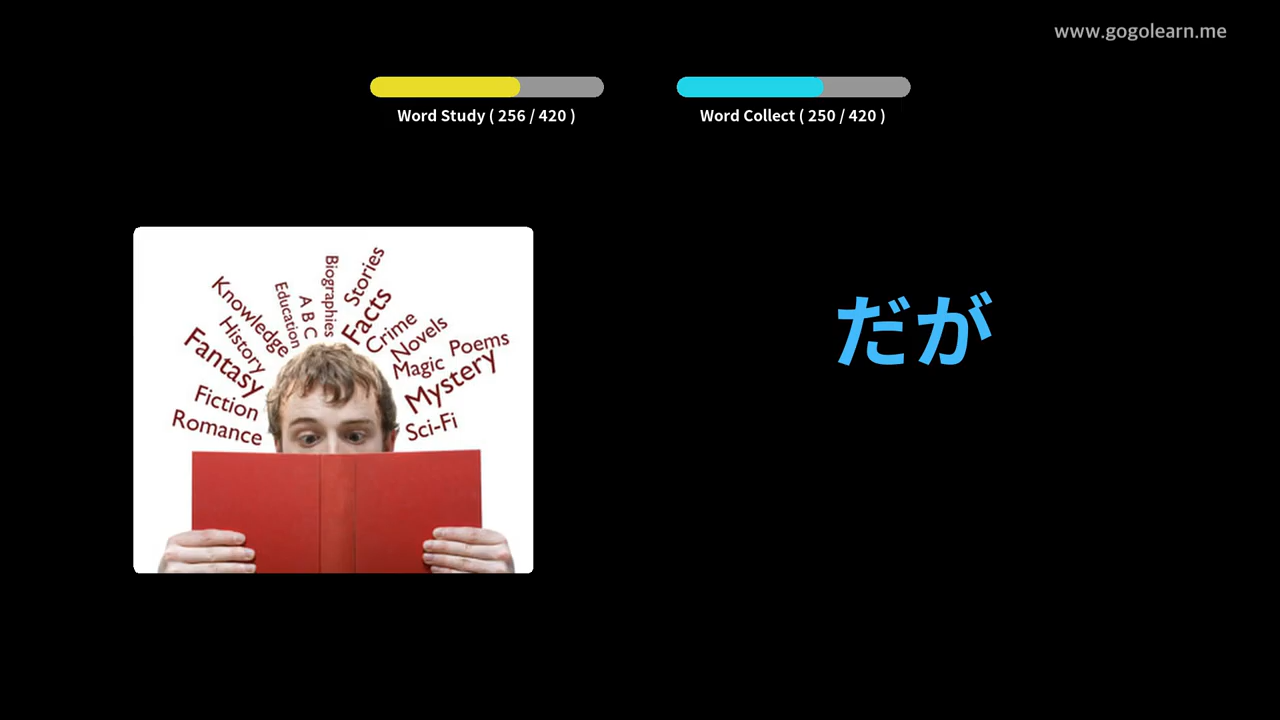 www.gogolearn.me
Word Study ( 256 / 420 )
Word Collect ( 250 / 420 )
だが
Romance
Fiction
Fantasy
History
Knowledge
Education
A B C
Biographies
Stories
Facts
Crime
Novels
Magic
Poems
Mystery
Sci-Fi